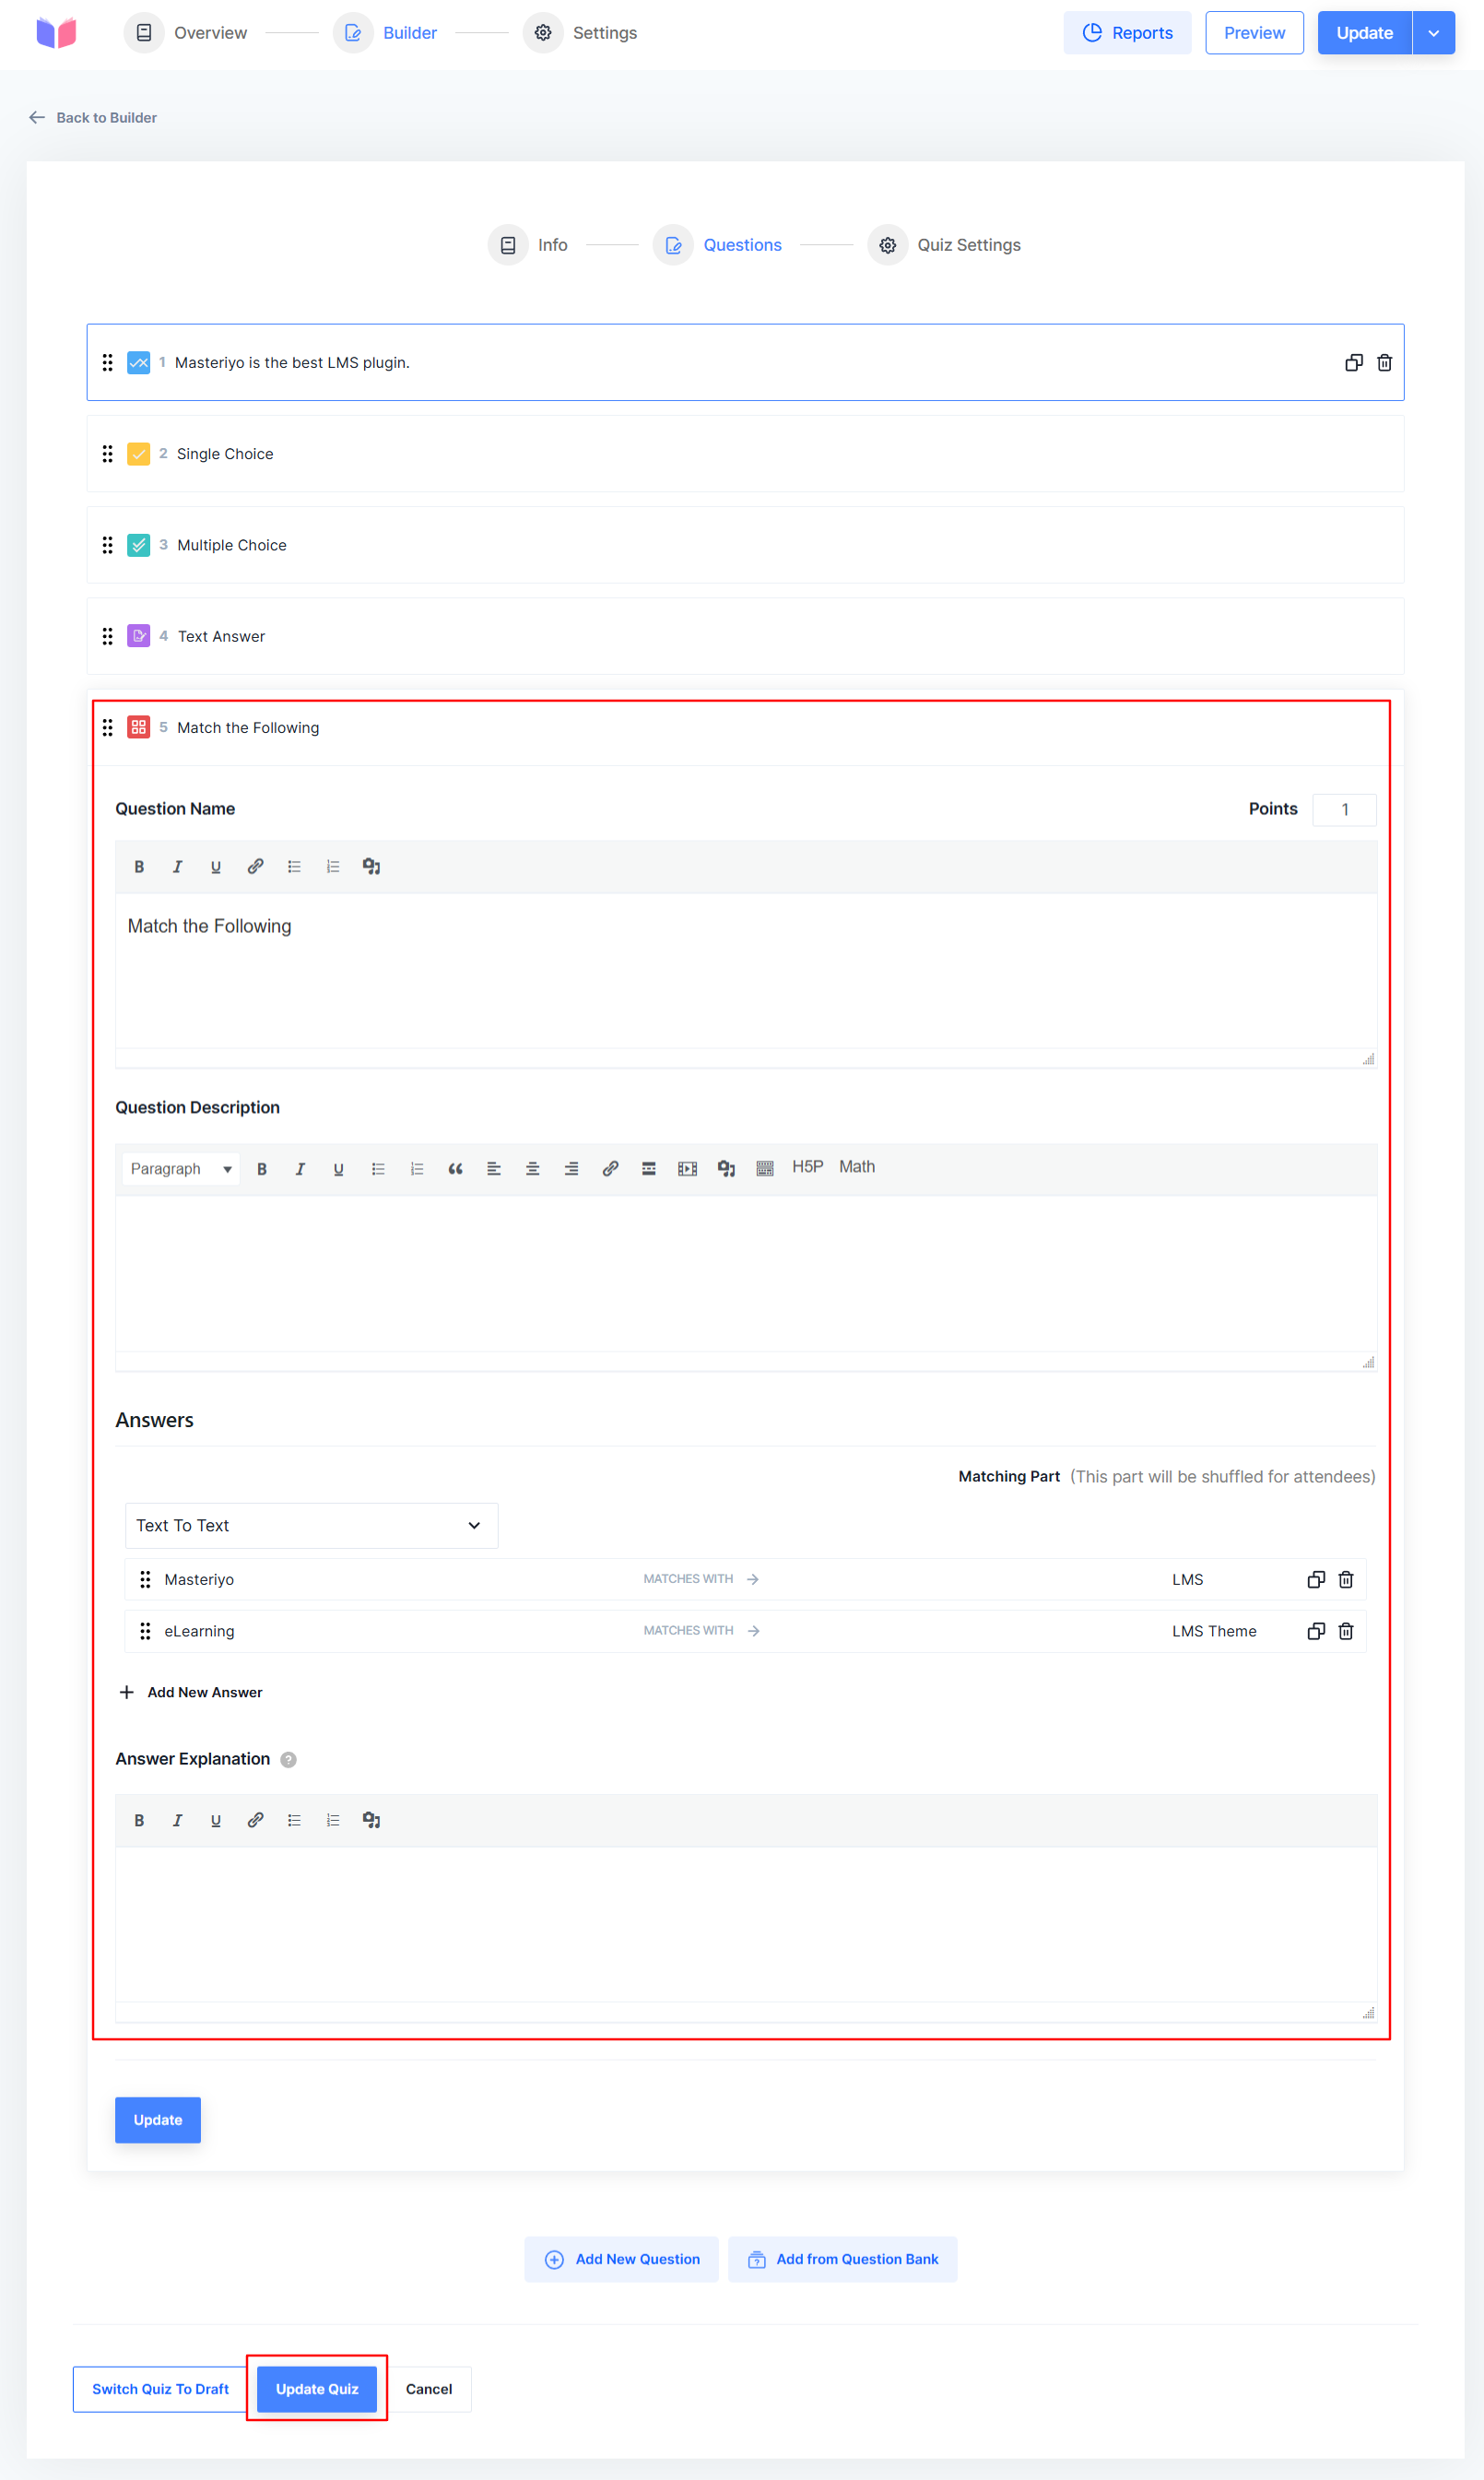 Overview Builder Settings Reports Preview Update
Back to Builder
Info Questions Quiz Settings
1 Masteriyo is the best LMS plugin.
2 Single Choice
3 Multiple Choice
4 Text Answer
5 Match the Following
Question Name Points 1
B I U
Match the Following
Question Description
Paragraph B I U H5P Math
Answers
Matching Part (This part will be shuffled for attendees)
Text To Text
Masteriyo MATCHES WITH LMS
eLearning MATCHES WITH LMS Theme
Add New Answer
Answer Explanation ?
B I U
Update
Add New Question Add from Question Bank
Switch Quiz To Draft Update Quiz Cancel